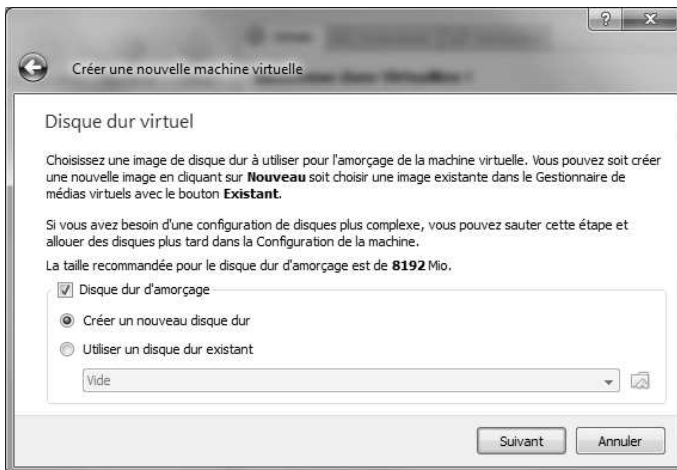 ?
X
Créer une nouvelle machine virtuelle
Disque dur virtuel
Choisissez une image de disque dur à utiliser pour l'amorçage de la machine virtuelle. Vous pouvez soit créer
une nouvelle image en cliquant sur Nouveau soit choisir une image existante dans le Gestionnaire de
médias virtuels avec le bouton Existant.
Si vous avez besoin d'une configuration de disques plus complexe, vous pouvez sauter cette étape et
allouer des disques plus tard dans la Configuration de la machine.
La taille recommandée pour le disque dur d'amorçage est de 8192 Mio.
Disque dur d'amorçage
Créer un nouveau disque dur
Utiliser un disque dur existant
Vide
Suivant
Annuler